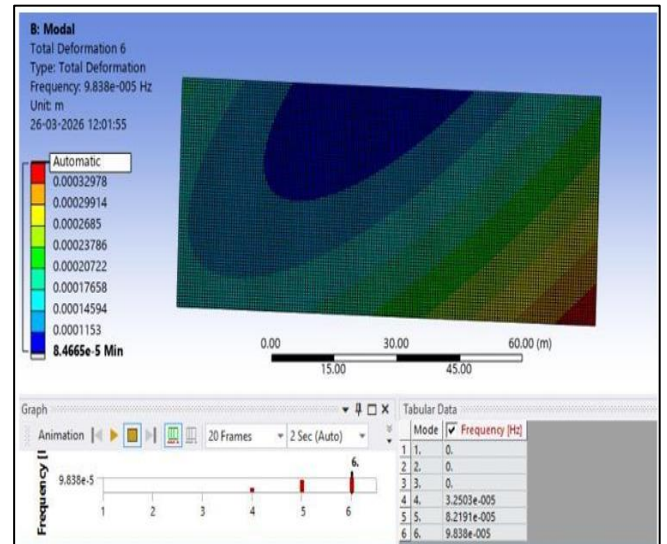 B: Modal
Total Deformation 6
Type: Total Deformation
Frequency: 9.838e-005 Hz
Unit: m
26-03-2026 12:01:55
Automatic
0.00032978
0.00029914
0.0002685
0.00023786
0.00020722
0.00017658
0.00014594
0.0001153
8.4665e-5 Min
0.00 30.00 60.00 (m)
15.00 45.00
Graph
Animation 20 Frames 2 Sec (Auto)
Frequency
9.838e-5
6.
1 2 3 4 5 6
Tabular Data
Mode Frequency [Hz]
1 1. 0.
2 2. 0.
3 3. 0.
4 4. 3.2503e-005
5 5. 8.2191e-005
6 6. 9.838e-005